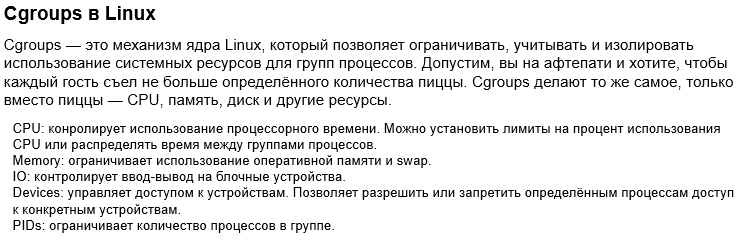 Cgroups в Linux
Cgroups — это механизм ядра Linux, который позволяет ограничивать, учитывать и изолировать
использование системных ресурсов для групп процессов. Допустим, вы на афтепати и хотите, чтобы
каждый гость съел не больше определённого количества пиццы. Cgroups делают то же самое, только
вместо пиццы — CPU, память, диск и другие ресурсы.
CPU: конролирует использование процессорного времени. Можно установить лимиты на процент использования
CPU или распределять время между группами процессов.
Memory: ограничивает использование оперативной памяти и swap.
IO: контролирует ввод-вывод на блочные устройства.
Devices: управляет доступом к устройствам. Позволяет разрешить или запретить определённым процессам доступ
к конкретным устройствам.
PIDs: ограничивает количество процессов в группе.